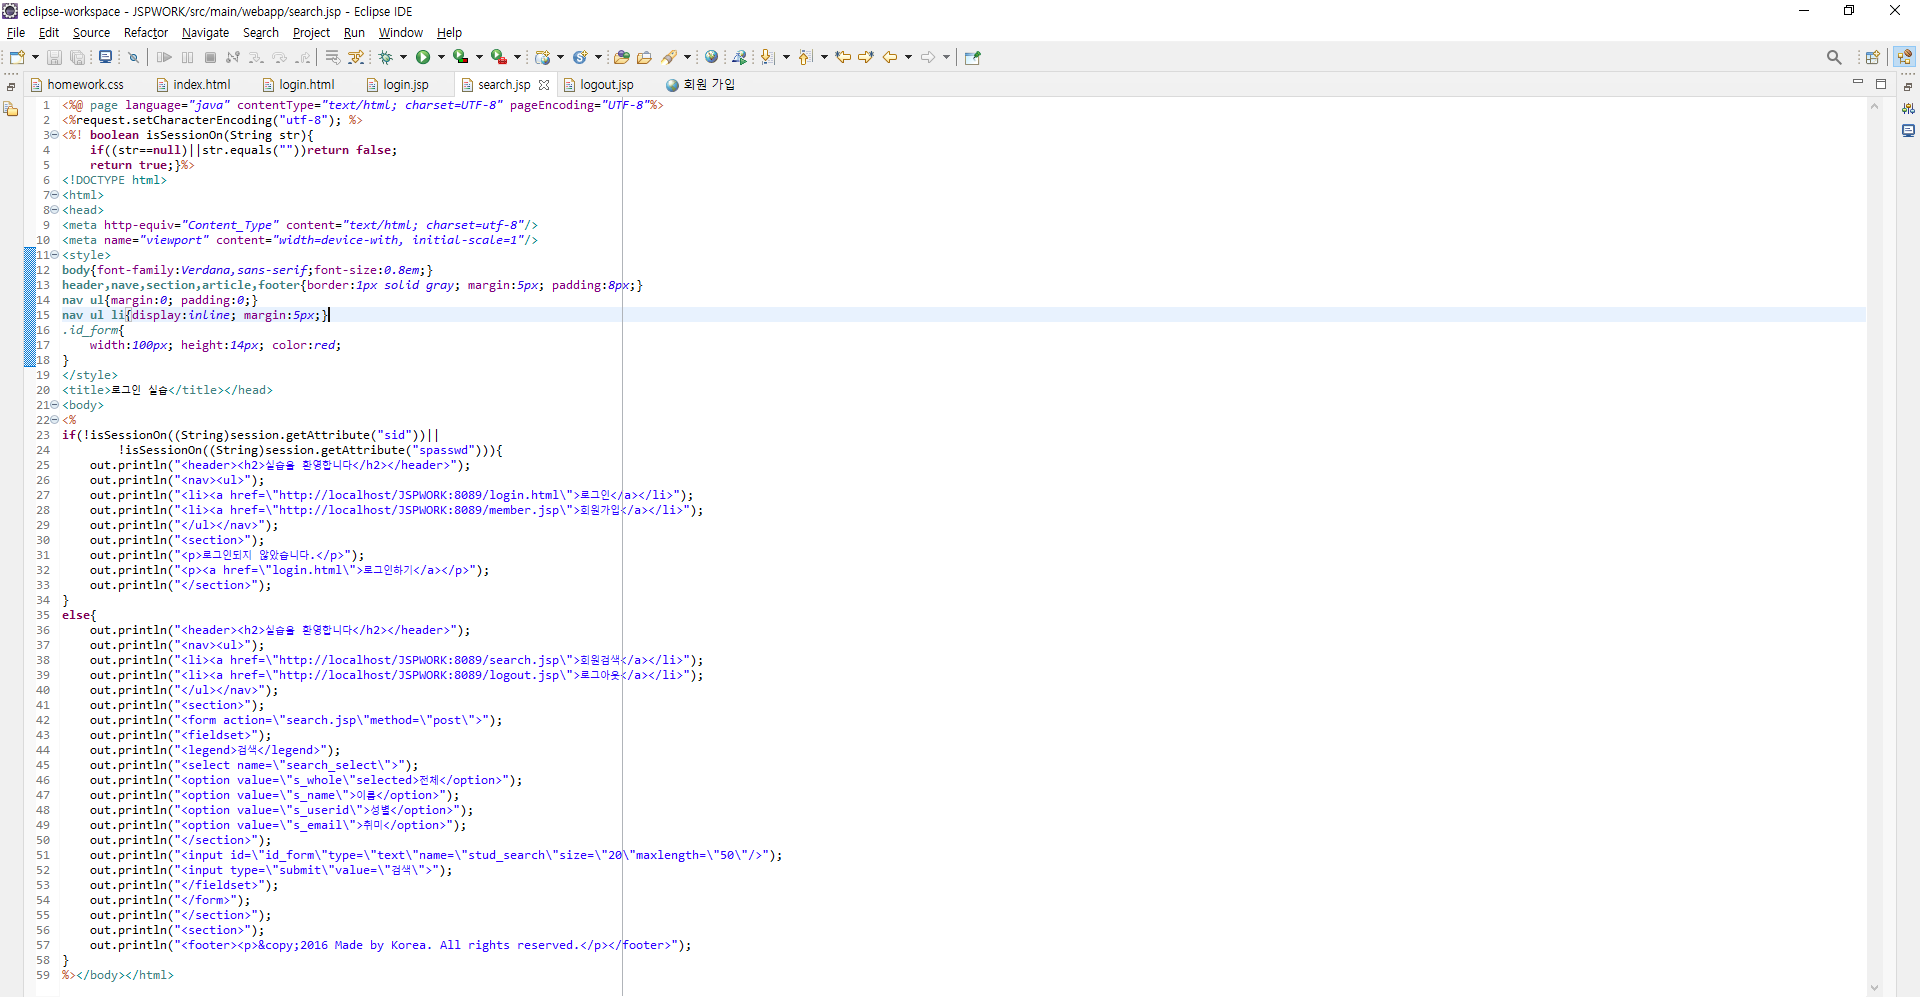 eclipse-workspace - JSPWORK/src/main/webapp/search.jsp - Eclipse IDE
File Edit Source Refactor Navigate Search Project Run Window Help
homework.css index.html login.html login.jsp search.jsp logout.jsp 회원 가입
1 <%@ page language="java" contentType="text/html; charset=UTF-8" pageEncoding="UTF-8"%>
2 <%request.setCharacterEncoding("utf-8"); %>
3 <%! boolean isSessionOn(String str){
4     if((str==null)||str.equals(""))return false;
5     return true;}%>
6 <!DOCTYPE html>
7 <html>
8 <head>
9 <meta http-equiv="Content_Type" content="text/html; charset=utf-8"/>
10 <meta name="viewport" content="width=device-with, initial-scale=1"/>
11 <style>
12 body{font-family:Verdana,sans-serif;font-size:0.8em;}
13 header,nave,section,article,footer{border:1px solid gray; margin:5px; padding:8px;}
14 nav ul{margin:0; padding:0;}
15 nav ul li{display:inline; margin:5px;}
16 .id_form{
17     width:100px; height:14px; color:red;
18 }
19 </style>
20 <title>로그인 실습</title></head>
21 <body>
22 <%
23 if(!isSessionOn((String)session.getAttribute("sid"))||
24         !isSessionOn((String)session.getAttribute("spasswd"))){
25     out.println("<header><h2>실습을 환영합니다</h2></header>");
26     out.println("<nav><ul>");
27     out.println("<li><a href=\"http://localhost/JSPWORK:8089/login.html\">로그인</a></li>");
28     out.println("<li><a href=\"http://localhost/JSPWORK:8089/member.jsp\">회원가입</a></li>");
29     out.println("</ul></nav>");
30     out.println("<section>");
31     out.println("<p>로그인되지 않았습니다.</p>");
32     out.println("<p><a href=\"login.html\">로그인하기</a></p>");
33     out.println("</section>");
34 }
35 else{
36     out.println("<header><h2>실습을 환영합니다</h2></header>");
37     out.println("<nav><ul>");
38     out.println("<li><a href=\"http://localhost/JSPWORK:8089/search.jsp\">회원검색</a></li>");
39     out.println("<li><a href=\"http://localhost/JSPWORK:8089/logout.jsp\">로그아웃</a></li>");
40     out.println("</ul></nav>");
41     out.println("<section>");
42     out.println("<form action=\"search.jsp\"method=\"post\">");
43     out.println("<fieldset>");
44     out.println("<legend>검색</legend>");
45     out.println("<select name=\"search_select\">");
46     out.println("<option value=\"s_whole\"selected>전체</option>");
47     out.println("<option value=\"s_name\">이름</option>");
48     out.println("<option value=\"s_userid\">성별</option>");
49     out.println("<option value=\"s_email\">취미</option>");
50     out.println("</section>");
51     out.println("<input id=\"id_form\"type=\"text\"name=\"stud_search\"size=\"20\"maxlength=\"50\"/>");
52     out.println("<input type=\"submit\"value=\"검색\">");
53     out.println("</fieldset>");
54     out.println("</form>");
55     out.println("</section>");
56     out.println("<section>");
57     out.println("<footer><p>&copy;2016 Made by Korea. All rights reserved.</p></footer>");
58 }
59 %></body></html>